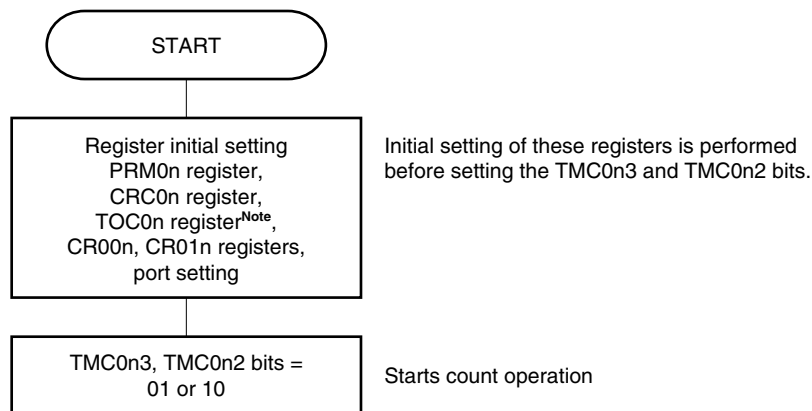 START
Register initial setting
PRM0n register,
CRC0n register,
TOC0n registerNote,
CR00n, CR01n registers,
port setting
Initial setting of these registers is performed
before setting the TMC0n3 and TMC0n2 bits.
TMC0n3, TMC0n2 bits =
01 or 10
Starts count operation